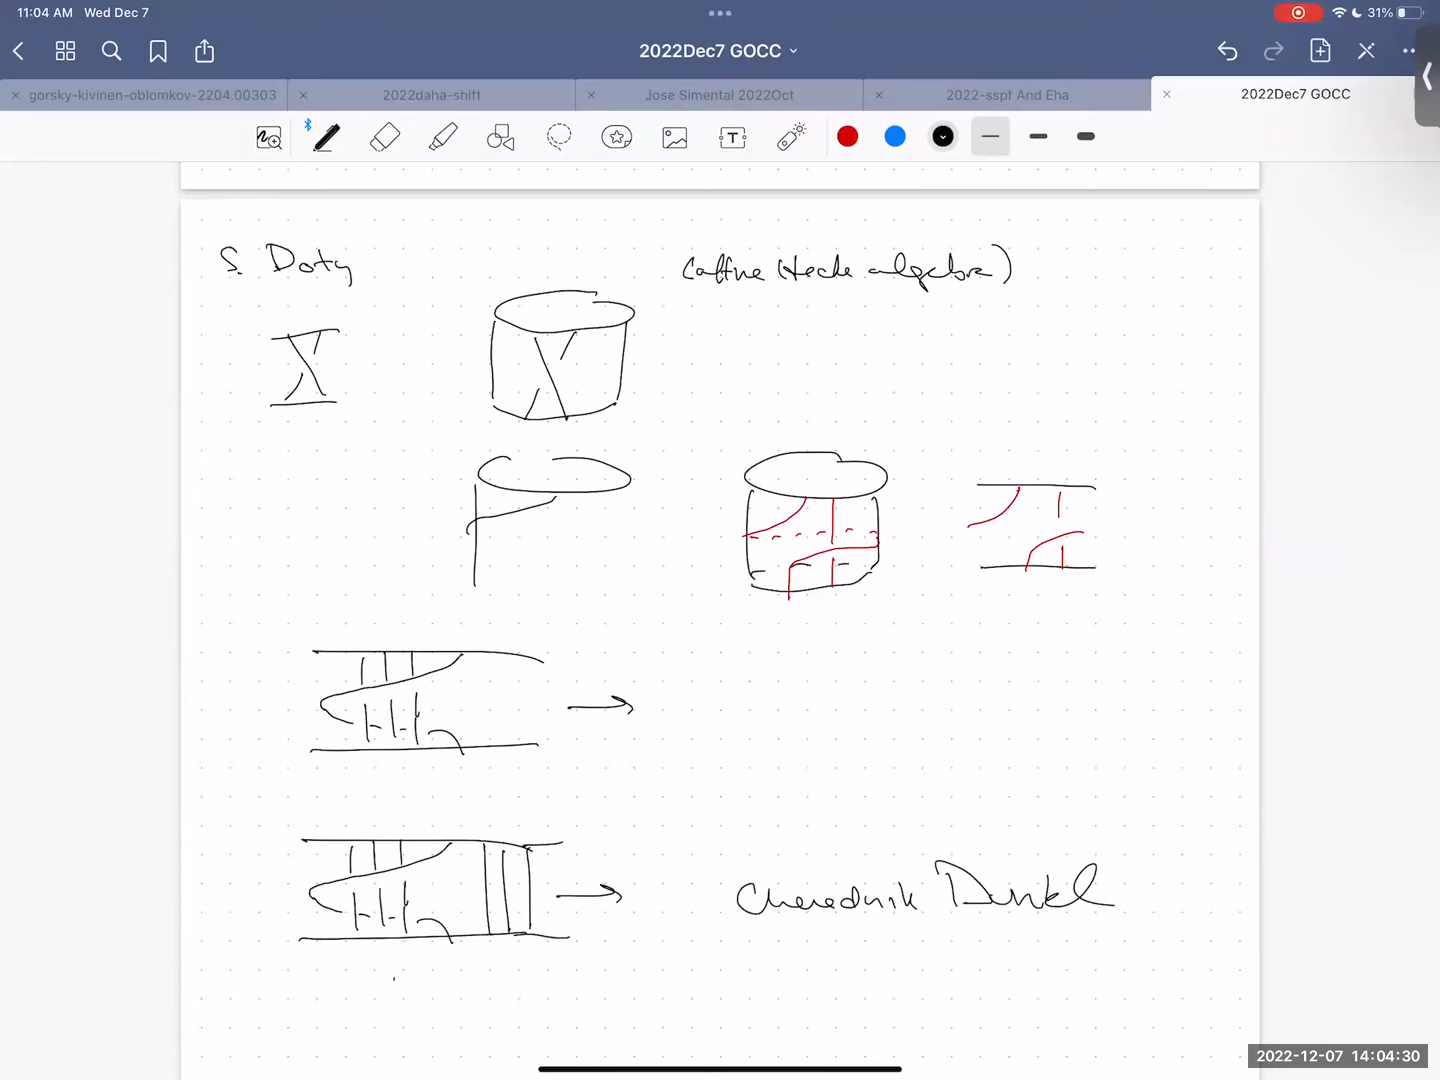 11:04 AM Wed Dec 7
31%
2022Dec7 GOCC
gorsky-kivinen-oblomkov-2204.00303
2022daha-shift
Jose Simental 2022Oct
2022-sspf And Eha
2022Dec7 GOCC
T
S. Doty
(affine Hecke algebra)
Cherednik Dunkl
2022-12-07 14:04:30